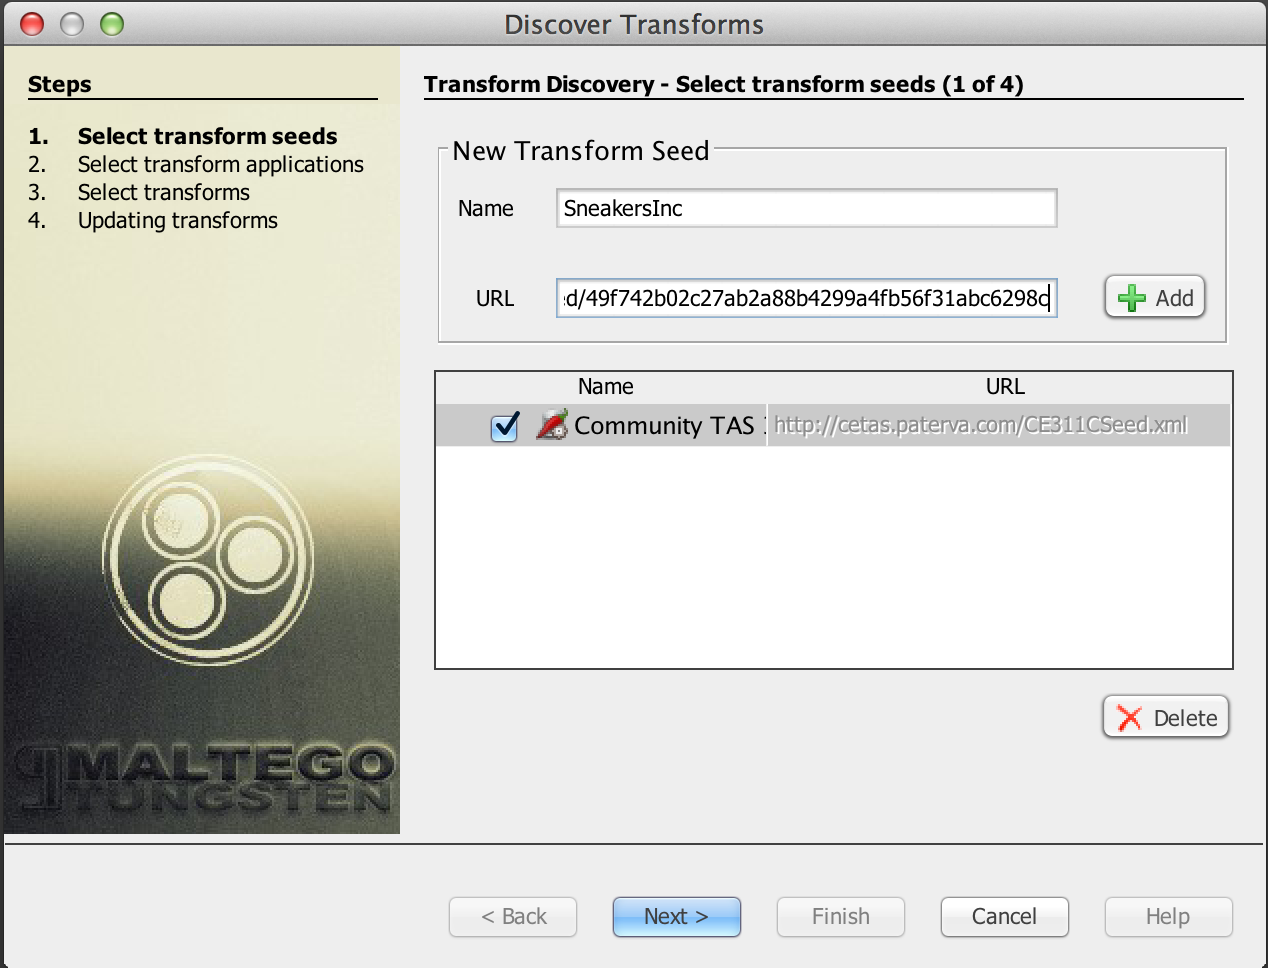 Discover Transforms
Steps
1. Select transform seeds
2. Select transform applications
3. Select transforms
4. Updating transforms
MALTEGO
TUNGSTEN
Transform Discovery - Select transform seeds (1 of 4)
New Transform Seed
Name SneakersInc
URL ed/49f742b02c27ab2a88b4299a4fb56f31abc6298c Add
Name URL
Community TAS http://cetas.paterva.com/CE311CSeed.xml
Delete
< Back Next > Finish Cancel Help